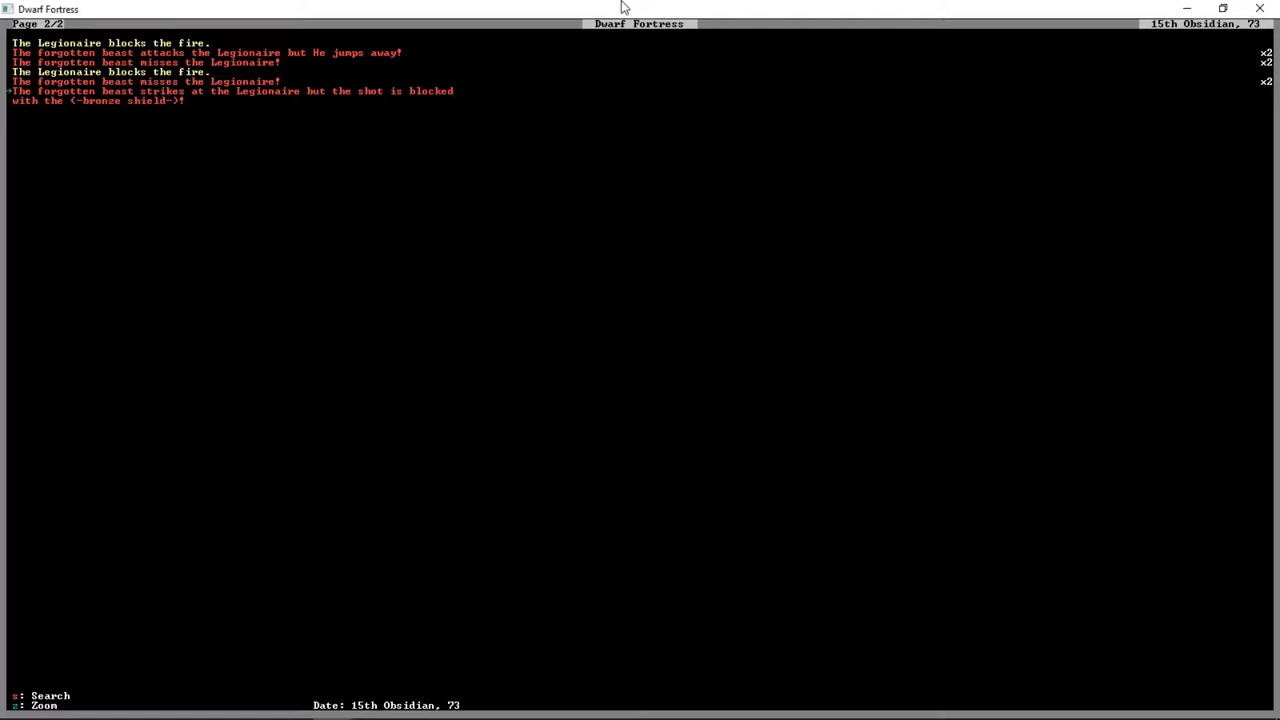 Dwarf Fortress
Page 2/2 Dwarf Fortress 15th Obsidian, 73
The Legionaire blocks the fire.
The forgotten beast attacks the Legionaire but He jumps away! x2
The forgotten beast misses the Legionaire! x2
The Legionaire blocks the fire.
The forgotten beast misses the Legionaire! x2
The forgotten beast strikes at the Legionaire but the shot is blocked
with the (-bronze shield-)!
s: Search
z: Zoom Date: 15th Obsidian, 73